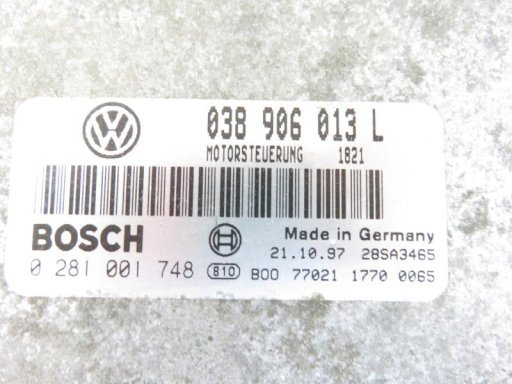 038 906 013 L
MOTORSTEUERUNG 1821
BOSCH
Made in Germany
21.10.97 28SA3465
0 281 001 748 810 B00 77021 1770 0065